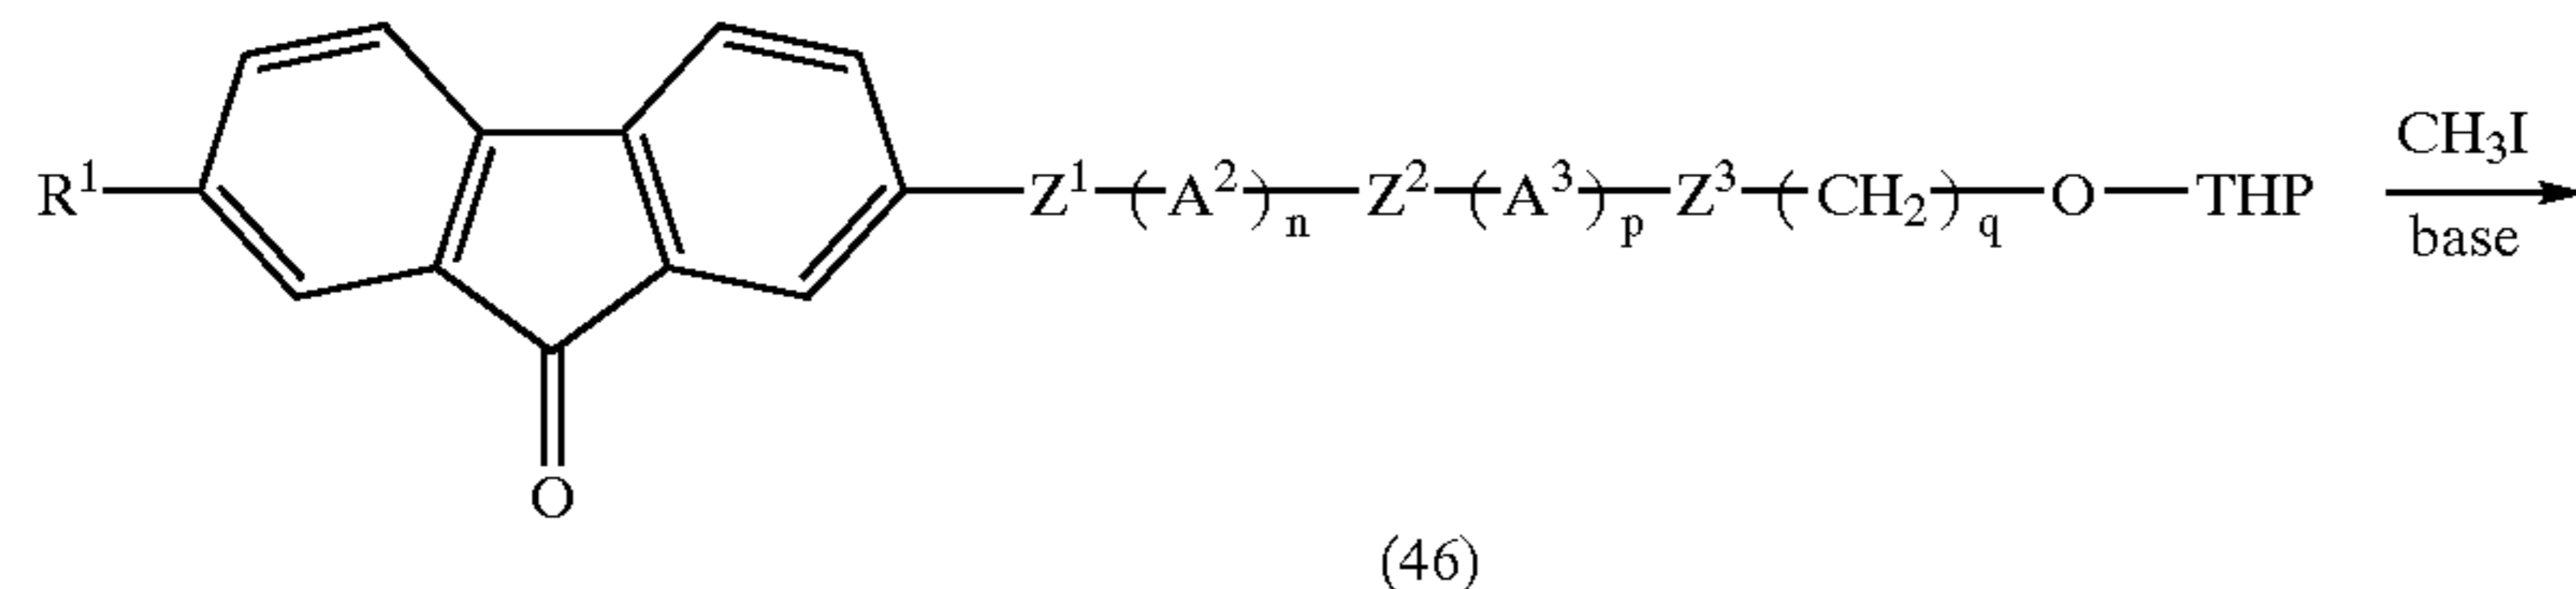 CH₃I
R¹—Z¹—(A²)ₙ—Z²—(A³)ₚ—Z³—(CH₂)q—O—THP
base
O
(46)